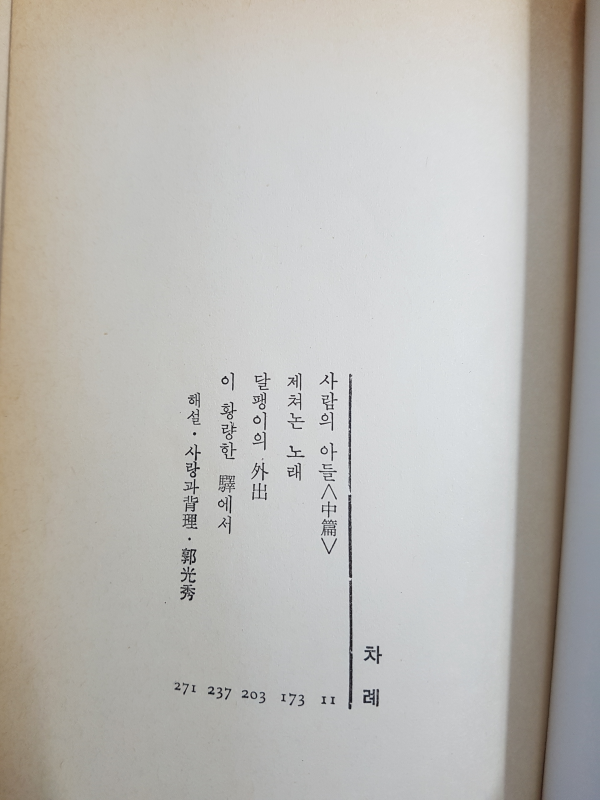 차례
사람의 아들<中篇> 11
제쳐논 노래 173
달팽이의 外出 203
이 황량한 驛에서 237
해설·사랑과背理·郭光秀 271